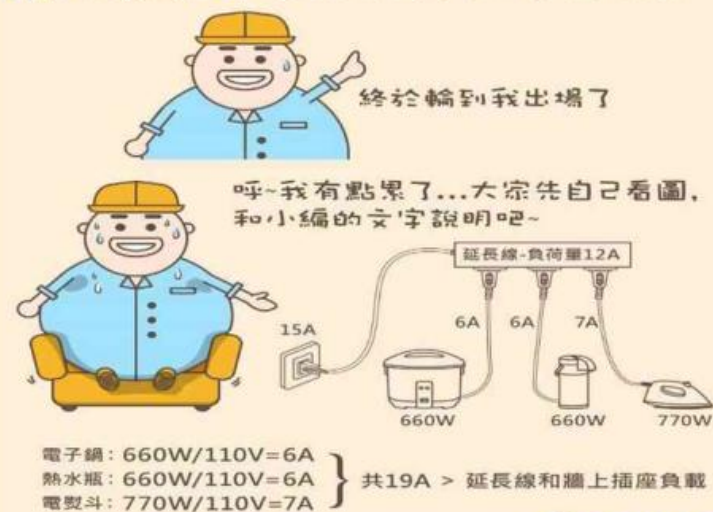 終於輪到我出場了
呼~我有點累了...大家先自己看圖,
和小編的文字說明吧~
延長線-負荷量12A
15A
6A
6A
7A
660W
660W
770W
電子鍋: 660W/110V=6A
熱水瓶: 660W/110V=6A
電熨斗: 770W/110V=7A
共19A > 延長線和牆上插座負載